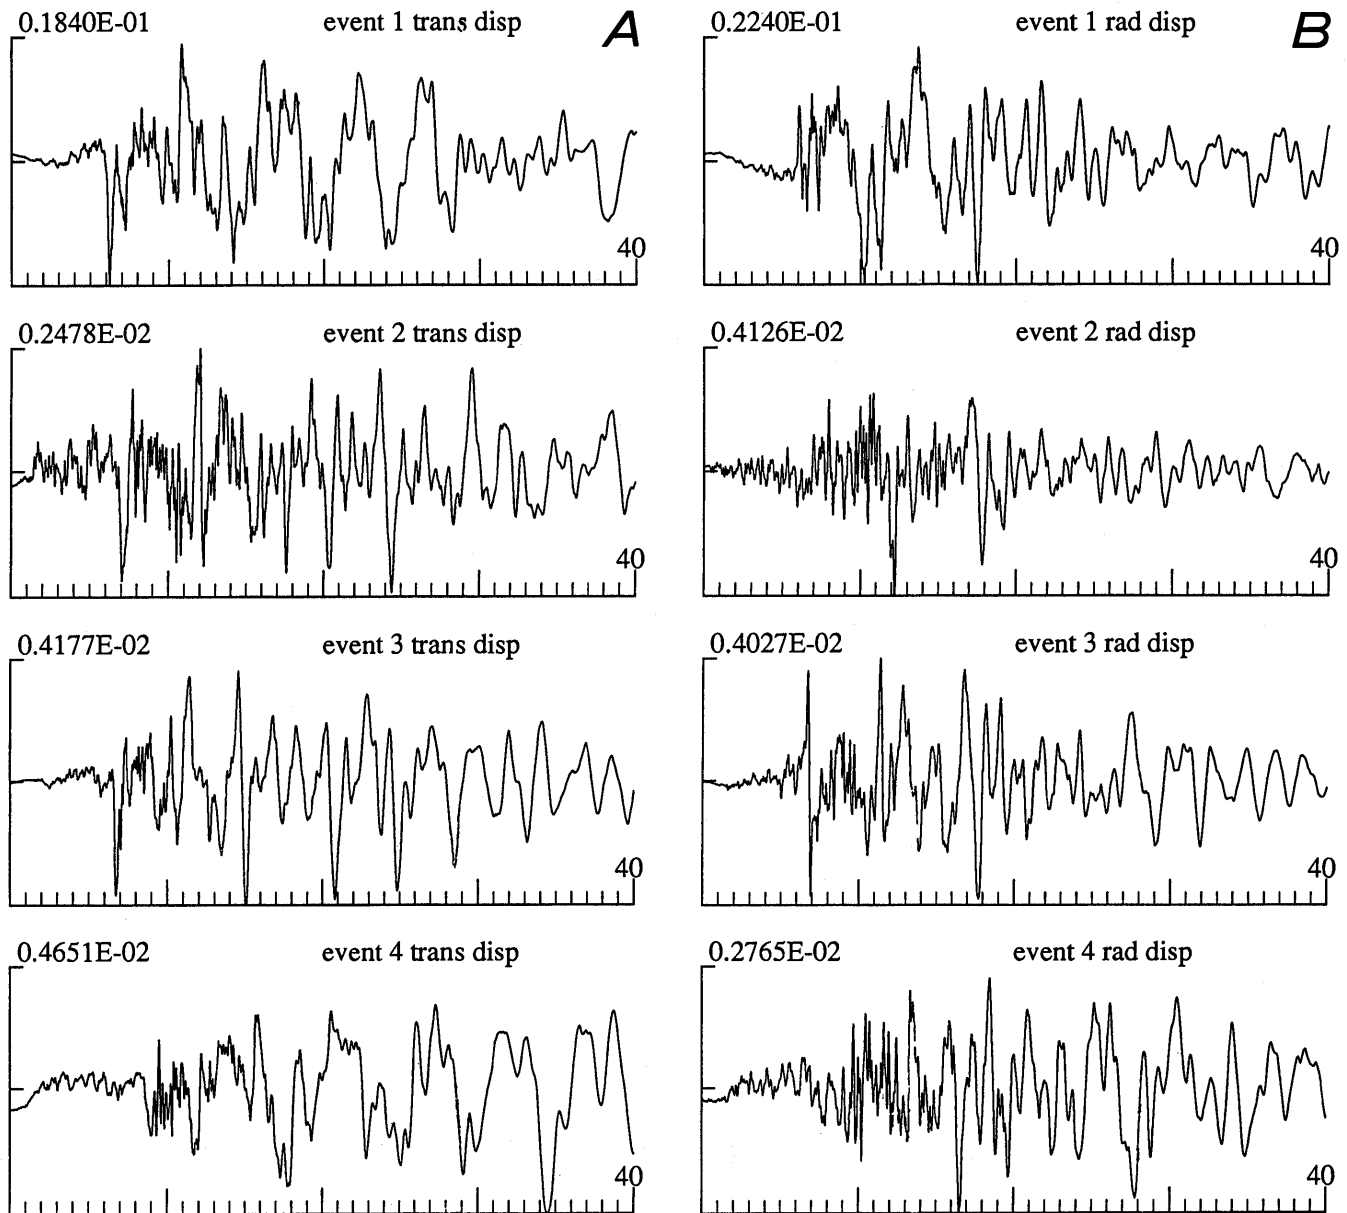 0.1840E-01 event 1 trans disp A
40
0.2478E-02 event 2 trans disp
40
0.4177E-02 event 3 trans disp
40
0.4651E-02 event 4 trans disp
40
0.2240E-01 event 1 rad disp B
40
0.4126E-02 event 2 rad disp
40
0.4027E-02 event 3 rad disp
40
0.2765E-02 event 4 rad disp
40